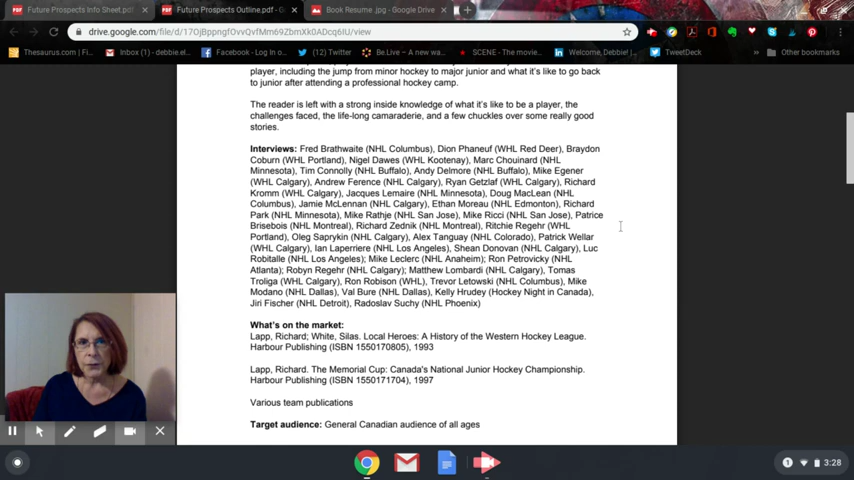 Future Prospects Info Sheet.pdf
Future Prospects Outline.pdf - G
Book Resume .jpg - Google Drive
drive.google.com/file/d/17OjBppngfOvvQvfMm69ZbmXk0ADcq6IU/view
Thesaurus.com | Fi...
Inbox (1) - debbie.el...
Facebook - Log In o...
(12) Twitter
Be.Live – A new wa...
SCENE - The movie...
Welcome, Debbie! |...
TweetDeck
Other bookmarks
player, including the jump from minor hockey to major junior and what it's like to go back
to junior after attending a professional hockey camp.
The reader is left with a strong inside knowledge of what it's like to be a player, the
challenges faced, the life-long camaraderie, and a few chuckles over some really good
stories.
Interviews: Fred Brathwaite (NHL Columbus), Dion Phaneuf (WHL Red Deer), Braydon
Coburn (WHL Portland), Nigel Dawes (WHL Kootenay), Marc Chouinard (NHL
Minnesota), Tim Connolly (NHL Buffalo), Andy Delmore (NHL Buffalo), Mike Egener
(WHL Calgary), Andrew Ference (NHL Calgary), Ryan Getzlaf (WHL Calgary), Richard
Kromm (WHL Calgary), Jacques Lemaire (NHL Minnesota), Doug MacLean (NHL
Columbus), Jamie McLennan (NHL Calgary), Ethan Moreau (NHL Edmonton), Richard
Park (NHL Minnesota), Mike Rathje (NHL San Jose), Mike Ricci (NHL San Jose), Patrice
Brisebois (NHL Montreal), Richard Zednik (NHL Montreal), Ritchie Regehr (WHL
Portland), Oleg Saprykin (NHL Calgary), Alex Tanguay (NHL Colorado), Patrick Wellar
(WHL Calgary), Ian Laperriere (NHL Los Angeles), Shean Donovan (NHL Calgary), Luc
Robitalle (NHL Los Angeles); Mike Leclerc (NHL Anaheim); Ron Petrovicky (NHL
Atlanta); Robyn Regehr (NHL Calgary); Matthew Lombardi (NHL Calgary), Tomas
Troliga (WHL Calgary), Ron Robison (WHL), Trevor Letowski (NHL Columbus), Mike
Modano (NHL Dallas), Val Bure (NHL Dallas), Kelly Hrudey (Hockey Night in Canada),
Jiri Fischer (NHL Detroit), Radoslav Suchy (NHL Phoenix)
What's on the market:
Lapp, Richard; White, Silas. Local Heroes: A History of the Western Hockey League.
Harbour Publishing (ISBN 1550170805), 1993
Lapp, Richard. The Memorial Cup: Canada's National Junior Hockey Championship.
Harbour Publishing (ISBN 1550171704), 1997
Various team publications
Target audience: General Canadian audience of all ages
1
3:28